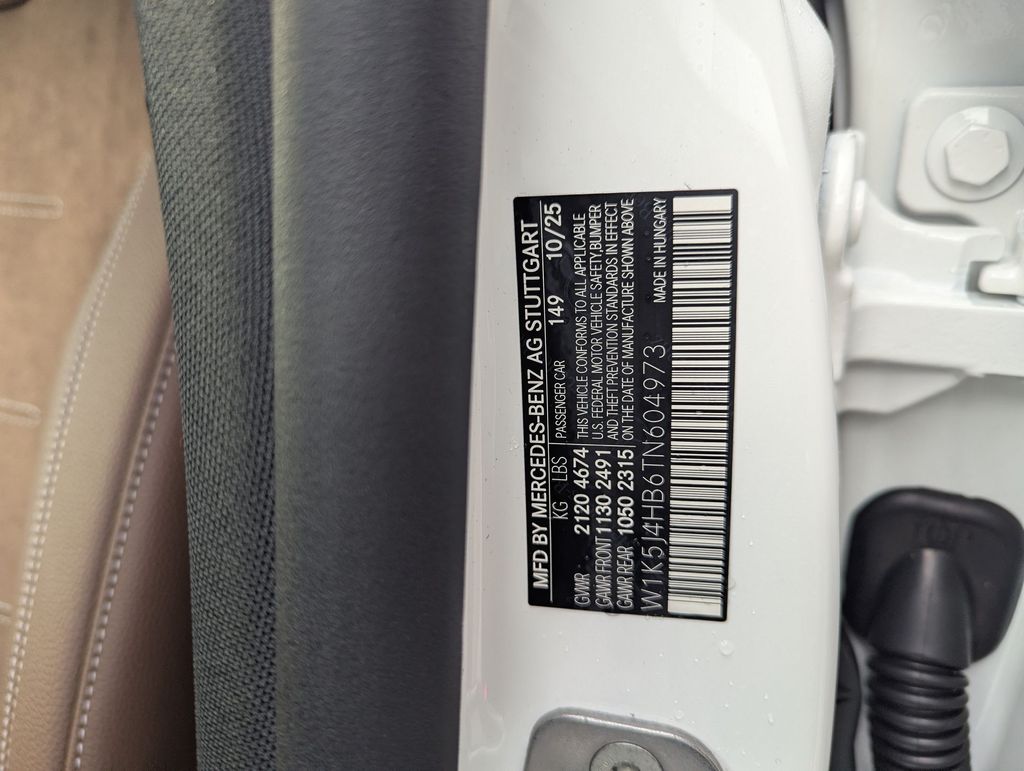 MFD BY MERCEDES-BENZ AG STUTTGART
KG LBS PASSENGER CAR 149 10/25
GVWR 2120 4674 THIS VEHICLE CONFORMS TO ALL APPLICABLE
GAWR FRONT 1130 2491 U.S. FEDERAL MOTOR VEHICLE SAFETY,BUMPER
GAWR REAR 1050 2315 AND THEFT PREVENTION STANDARDS IN EFFECT
ON THE DATE OF MANUFACTURE SHOWN ABOVE
MADE IN HUNGARY
W1K5J4HB6TN604973